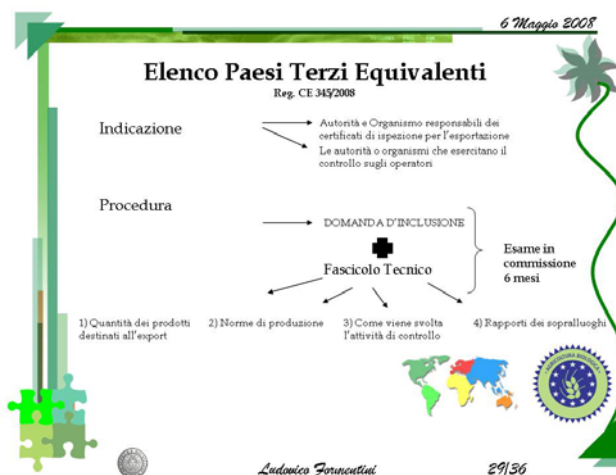 6 Maggio 2008
Elenco Paesi Terzi Equivalenti
Reg. CE 345/2008
Indicazione
Autorità e Organismo responsabili dei
certificati di ispezione per l'esportazione
Le autorità o organismi che esercitano il
controllo sugli operatori
Procedura
DOMANDA D'INCLUSIONE
Fascicolo Tecnico
Esame in
commissione
6 mesi
1) Quantità dei prodotti
destinati all'export
2) Norme di produzione
3) Come viene svolta
l'attività di controllo
4) Rapporti dei sopralluoghi
AGRICOLTURA BIOLOGICA
Ludovico Formentini
29/36